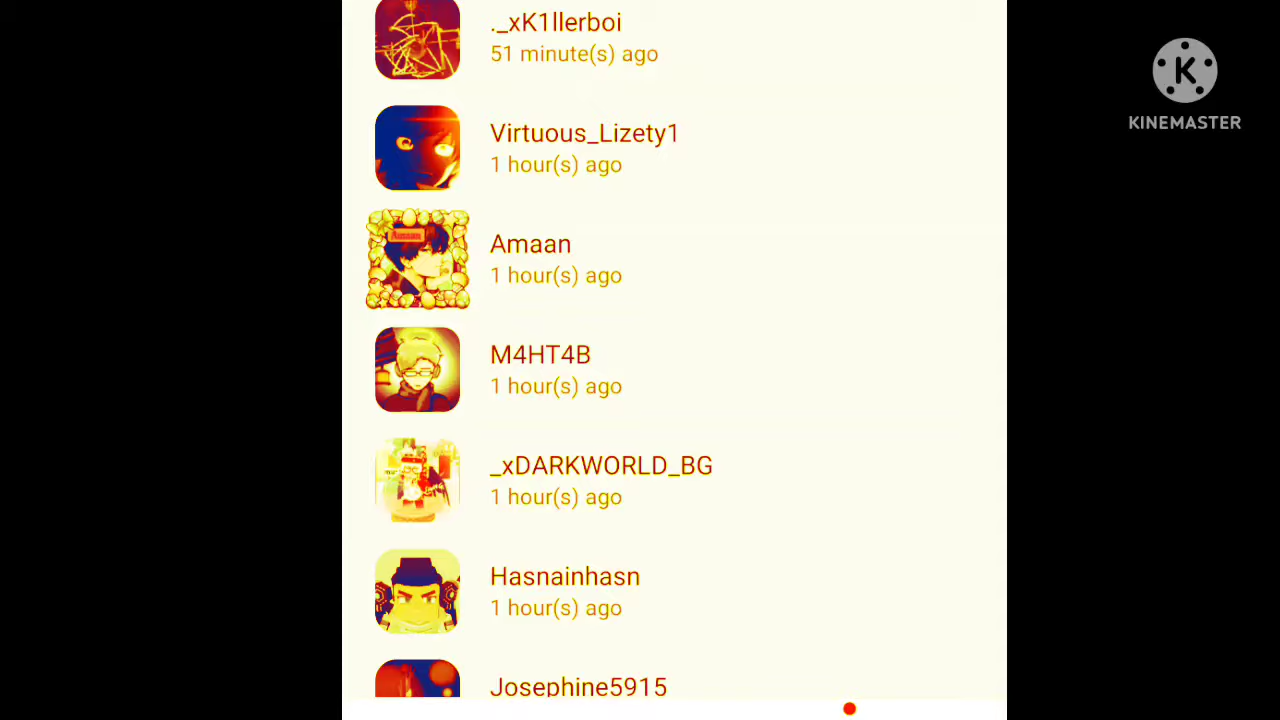 ._xK1llerboi
51 minute(s) ago
KINEMASTER
Virtuous_Lizety1
1 hour(s) ago
Amaan
Amaan
1 hour(s) ago
M4HT4B
1 hour(s) ago
_xDARKWORLD_BG
1 hour(s) ago
Hasnainhasn
1 hour(s) ago
Josephine5915